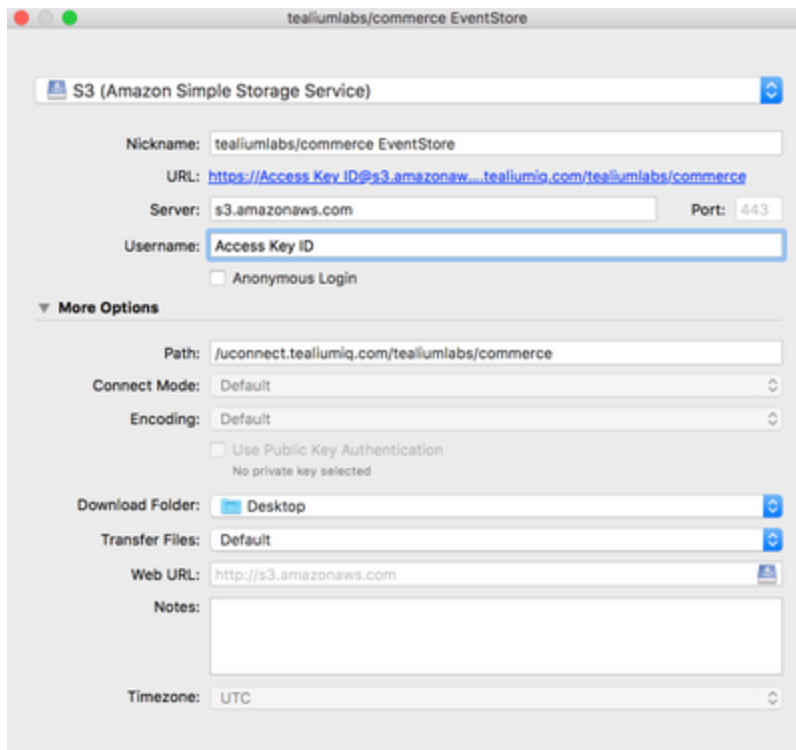 tealiumlabs/commerce EventStore
S3 (Amazon Simple Storage Service)
Nickname: tealiumlabs/commerce EventStore
URL: https://Access Key ID@s3.amazonaw....tealiumiq.com/tealiumlabs/commerce
Server: s3.amazonaws.com Port: 443
Username: Access Key ID
Anonymous Login
More Options
Path: /uconnect.tealiumiq.com/tealiumlabs/commerce
Connect Mode: Default
Encoding: Default
Use Public Key Authentication
No private key selected
Download Folder: Desktop
Transfer Files: Default
Web URL: http://s3.amazonaws.com
Notes:
Timezone: UTC